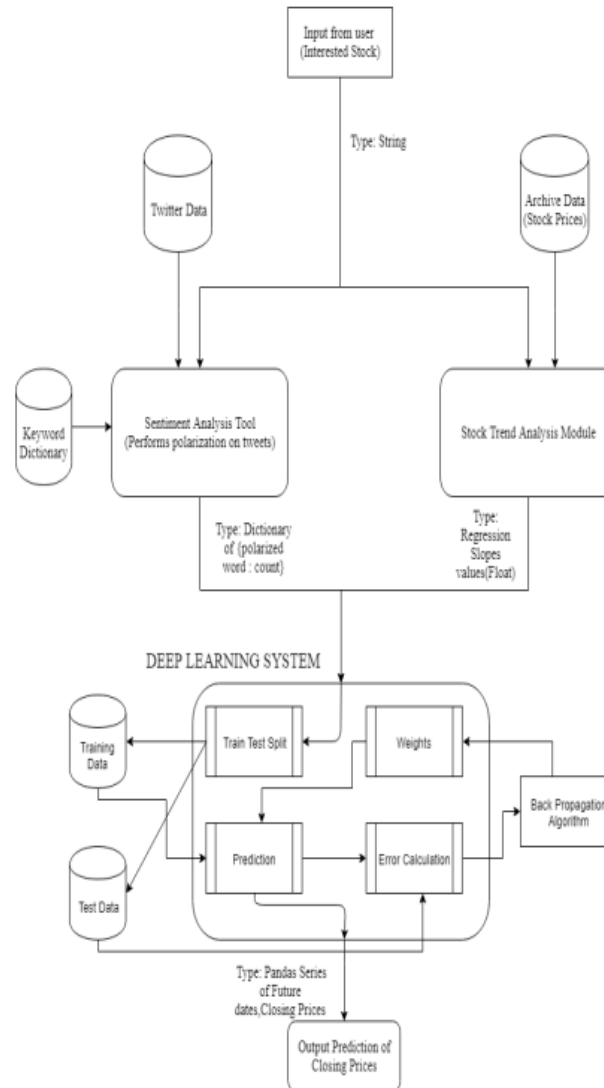 Input from user
(Interested Stock)
Type: String
Twitter Data
Archive Data
(Stock Prices)
Keyword
Dictionary
Sentiment Analysis Tool
(Performs polarization on tweets)
Stock Trend Analysis Module
Type: Dictionary
of {polarized
word : count}
Type:
Regression
Slopes
values(Float)
DEEP LEARNING SYSTEM
Training
Data
Train Test Split
Weights
Back Propagation
Algorithm
Prediction
Error Calculation
Test Data
Type: Pandas Series
of Future
dates,Closing Prices
Output Prediction of
Closing Prices